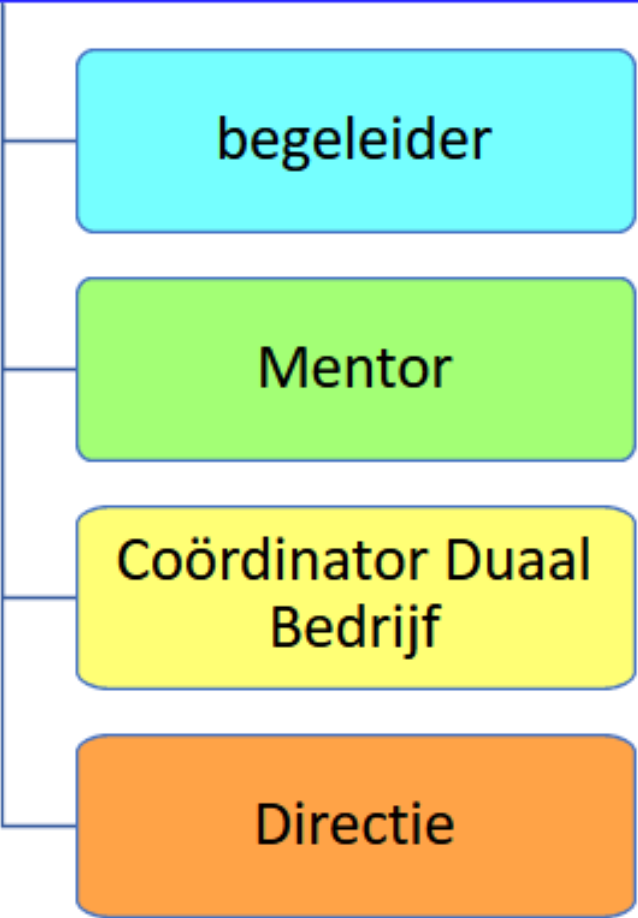 begeleider
Mentor
Coördinator Duaal
Bedrijf
Directie